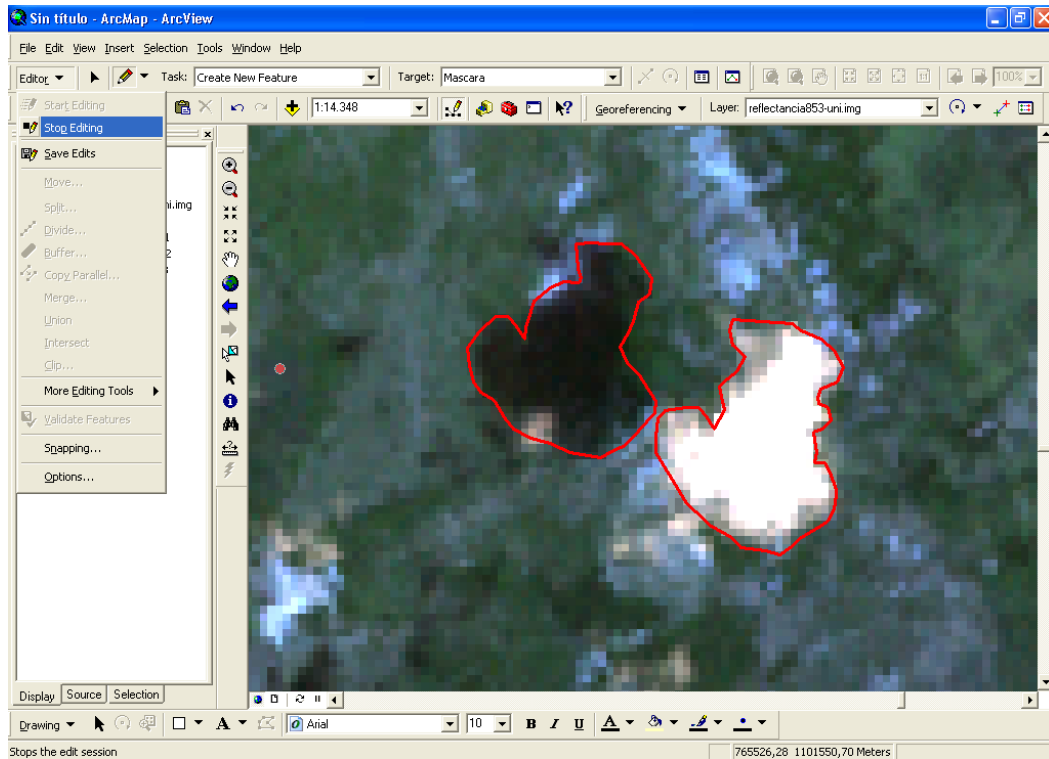 Sin título - ArcMap - ArcView
File Edit View Insert Selection Tools Window Help
Editor Task: Create New Feature Target: Mascara 100%
1:14.348 Georeferencing Layer: reflectancia853-uni.img
Start Editing
Stop Editing
Save Edits
Move...
Split...
ni.img
Divide...
1
Buffer...
2
Copy Parallel...
Merge...
Union
Intersect
Clip...
More Editing Tools
Validate Features
Snapping...
Options...
Display Source Selection
Drawing A Arial 10 B I U A
Stops the edit session 765526,28 1101550,70 Meters